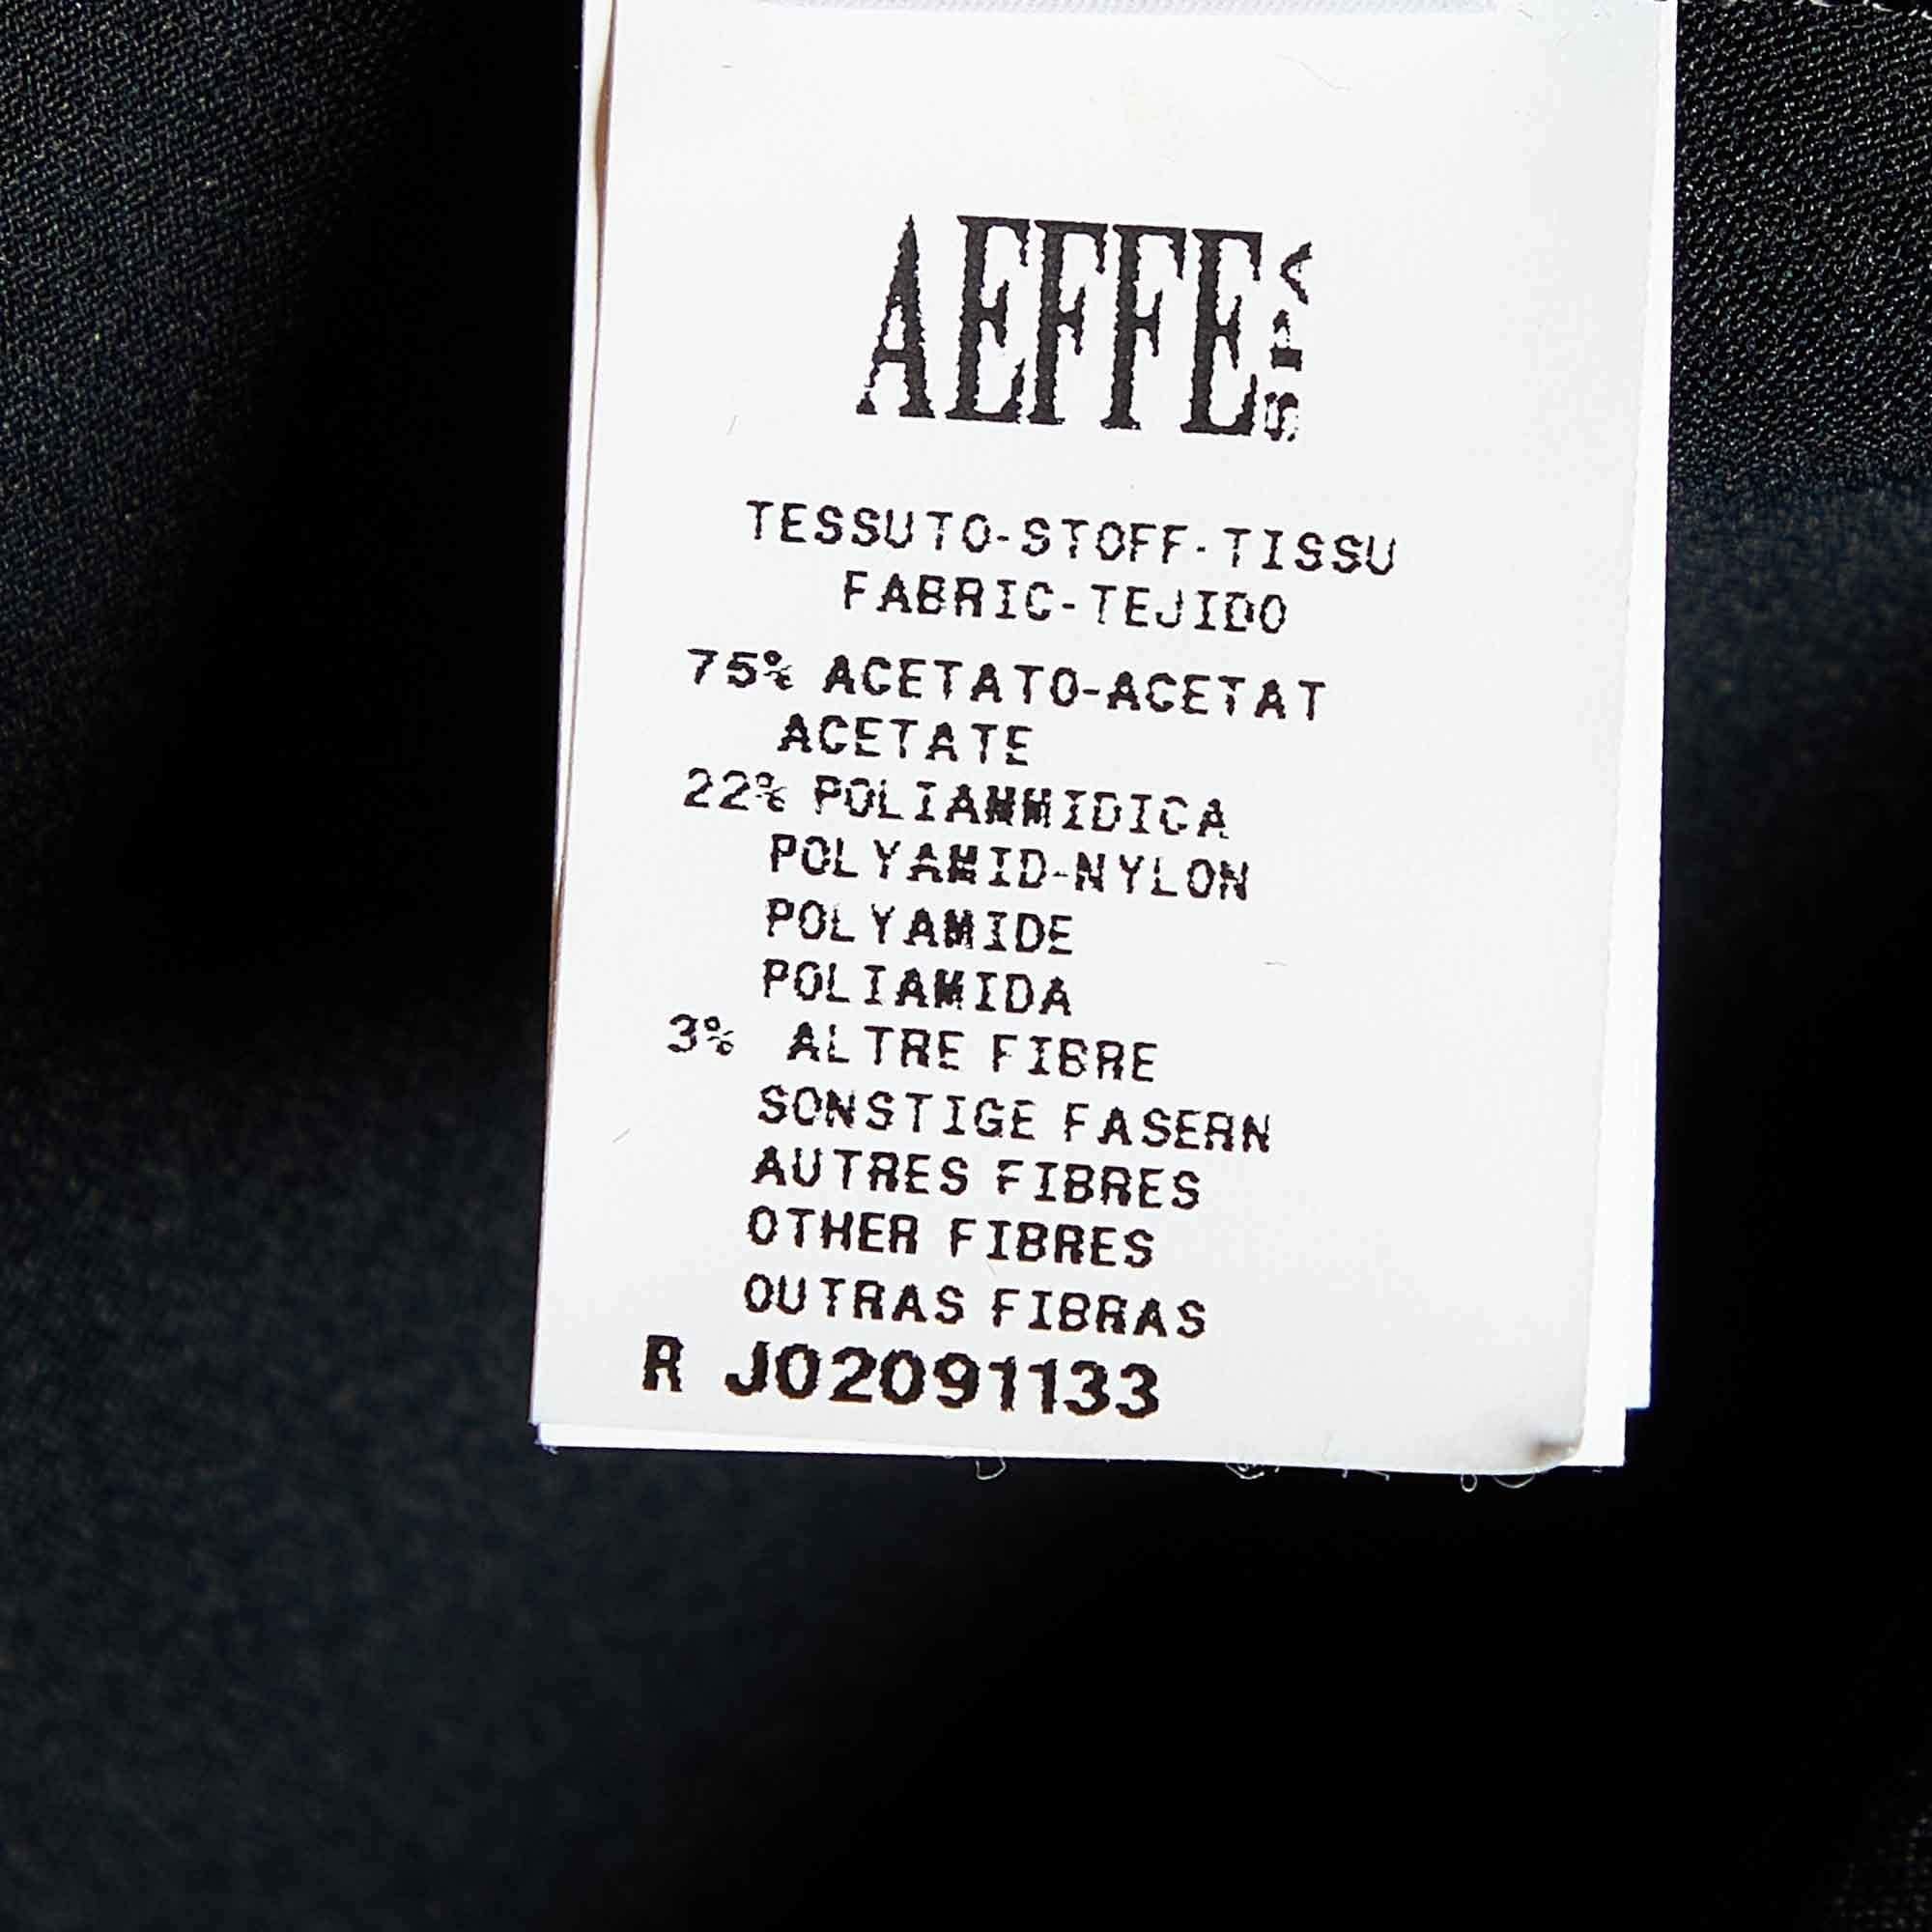 AEFFE S.P.A
TESSUTO-STOFF-TISSU
FABRIC-TEJIDO
75% ACETATO-ACETAT
ACETATE
22% POLIAMMIDICA
POLYAMID-NYLON
POLYAMIDE
POLIAMIDA
3% ALTRE FIBRE
SONSTIGE FASERN
AUTRES FIBRES
OTHER FIBRES
OUTRAS FIBRAS
R J02091133